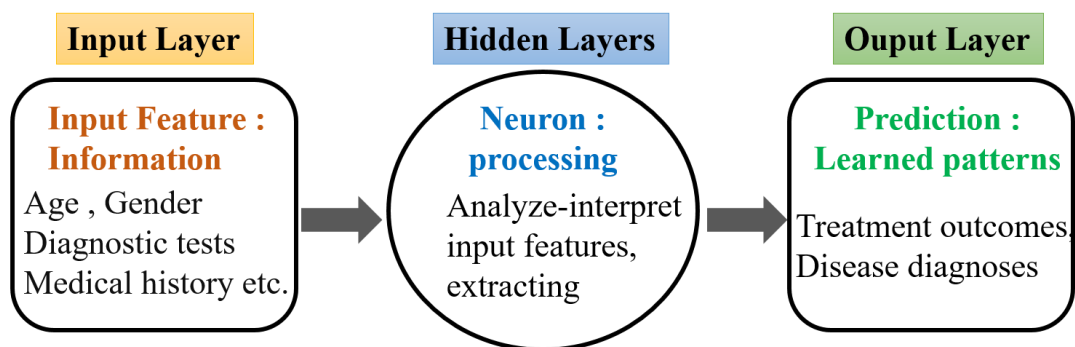 Input Layer
Hidden Layers
Ouput Layer
Input Feature :
Information
Age , Gender
Diagnostic tests
Medical history etc.
Neuron :
processing
Analyze-interpret
input features,
extracting
Prediction :
Learned patterns
Treatment outcomes,
Disease diagnoses